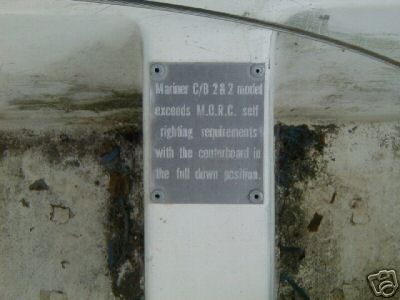 Mariner C/B 2&2 model
exceeds M.O.R.C. self
righting requirements
with the centerboard in
the full down position.